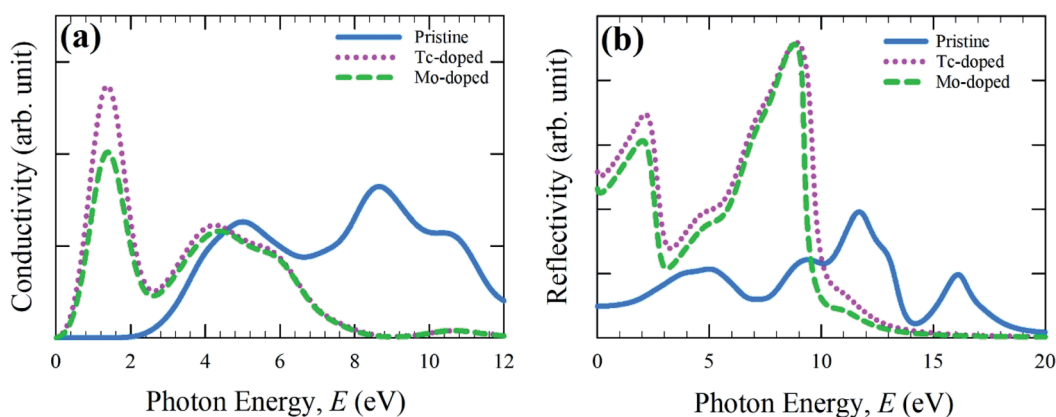 (a)
Pristine
Tc-doped
Mo-doped
Conductivity (arb. unit)
0 2 4 6 8 10 12
Photon Energy, E (eV)
(b)
Pristine
Tc-doped
Mo-doped
Reflectivity (arb. unit)
0 5 10 15 20
Photon Energy, E (eV)